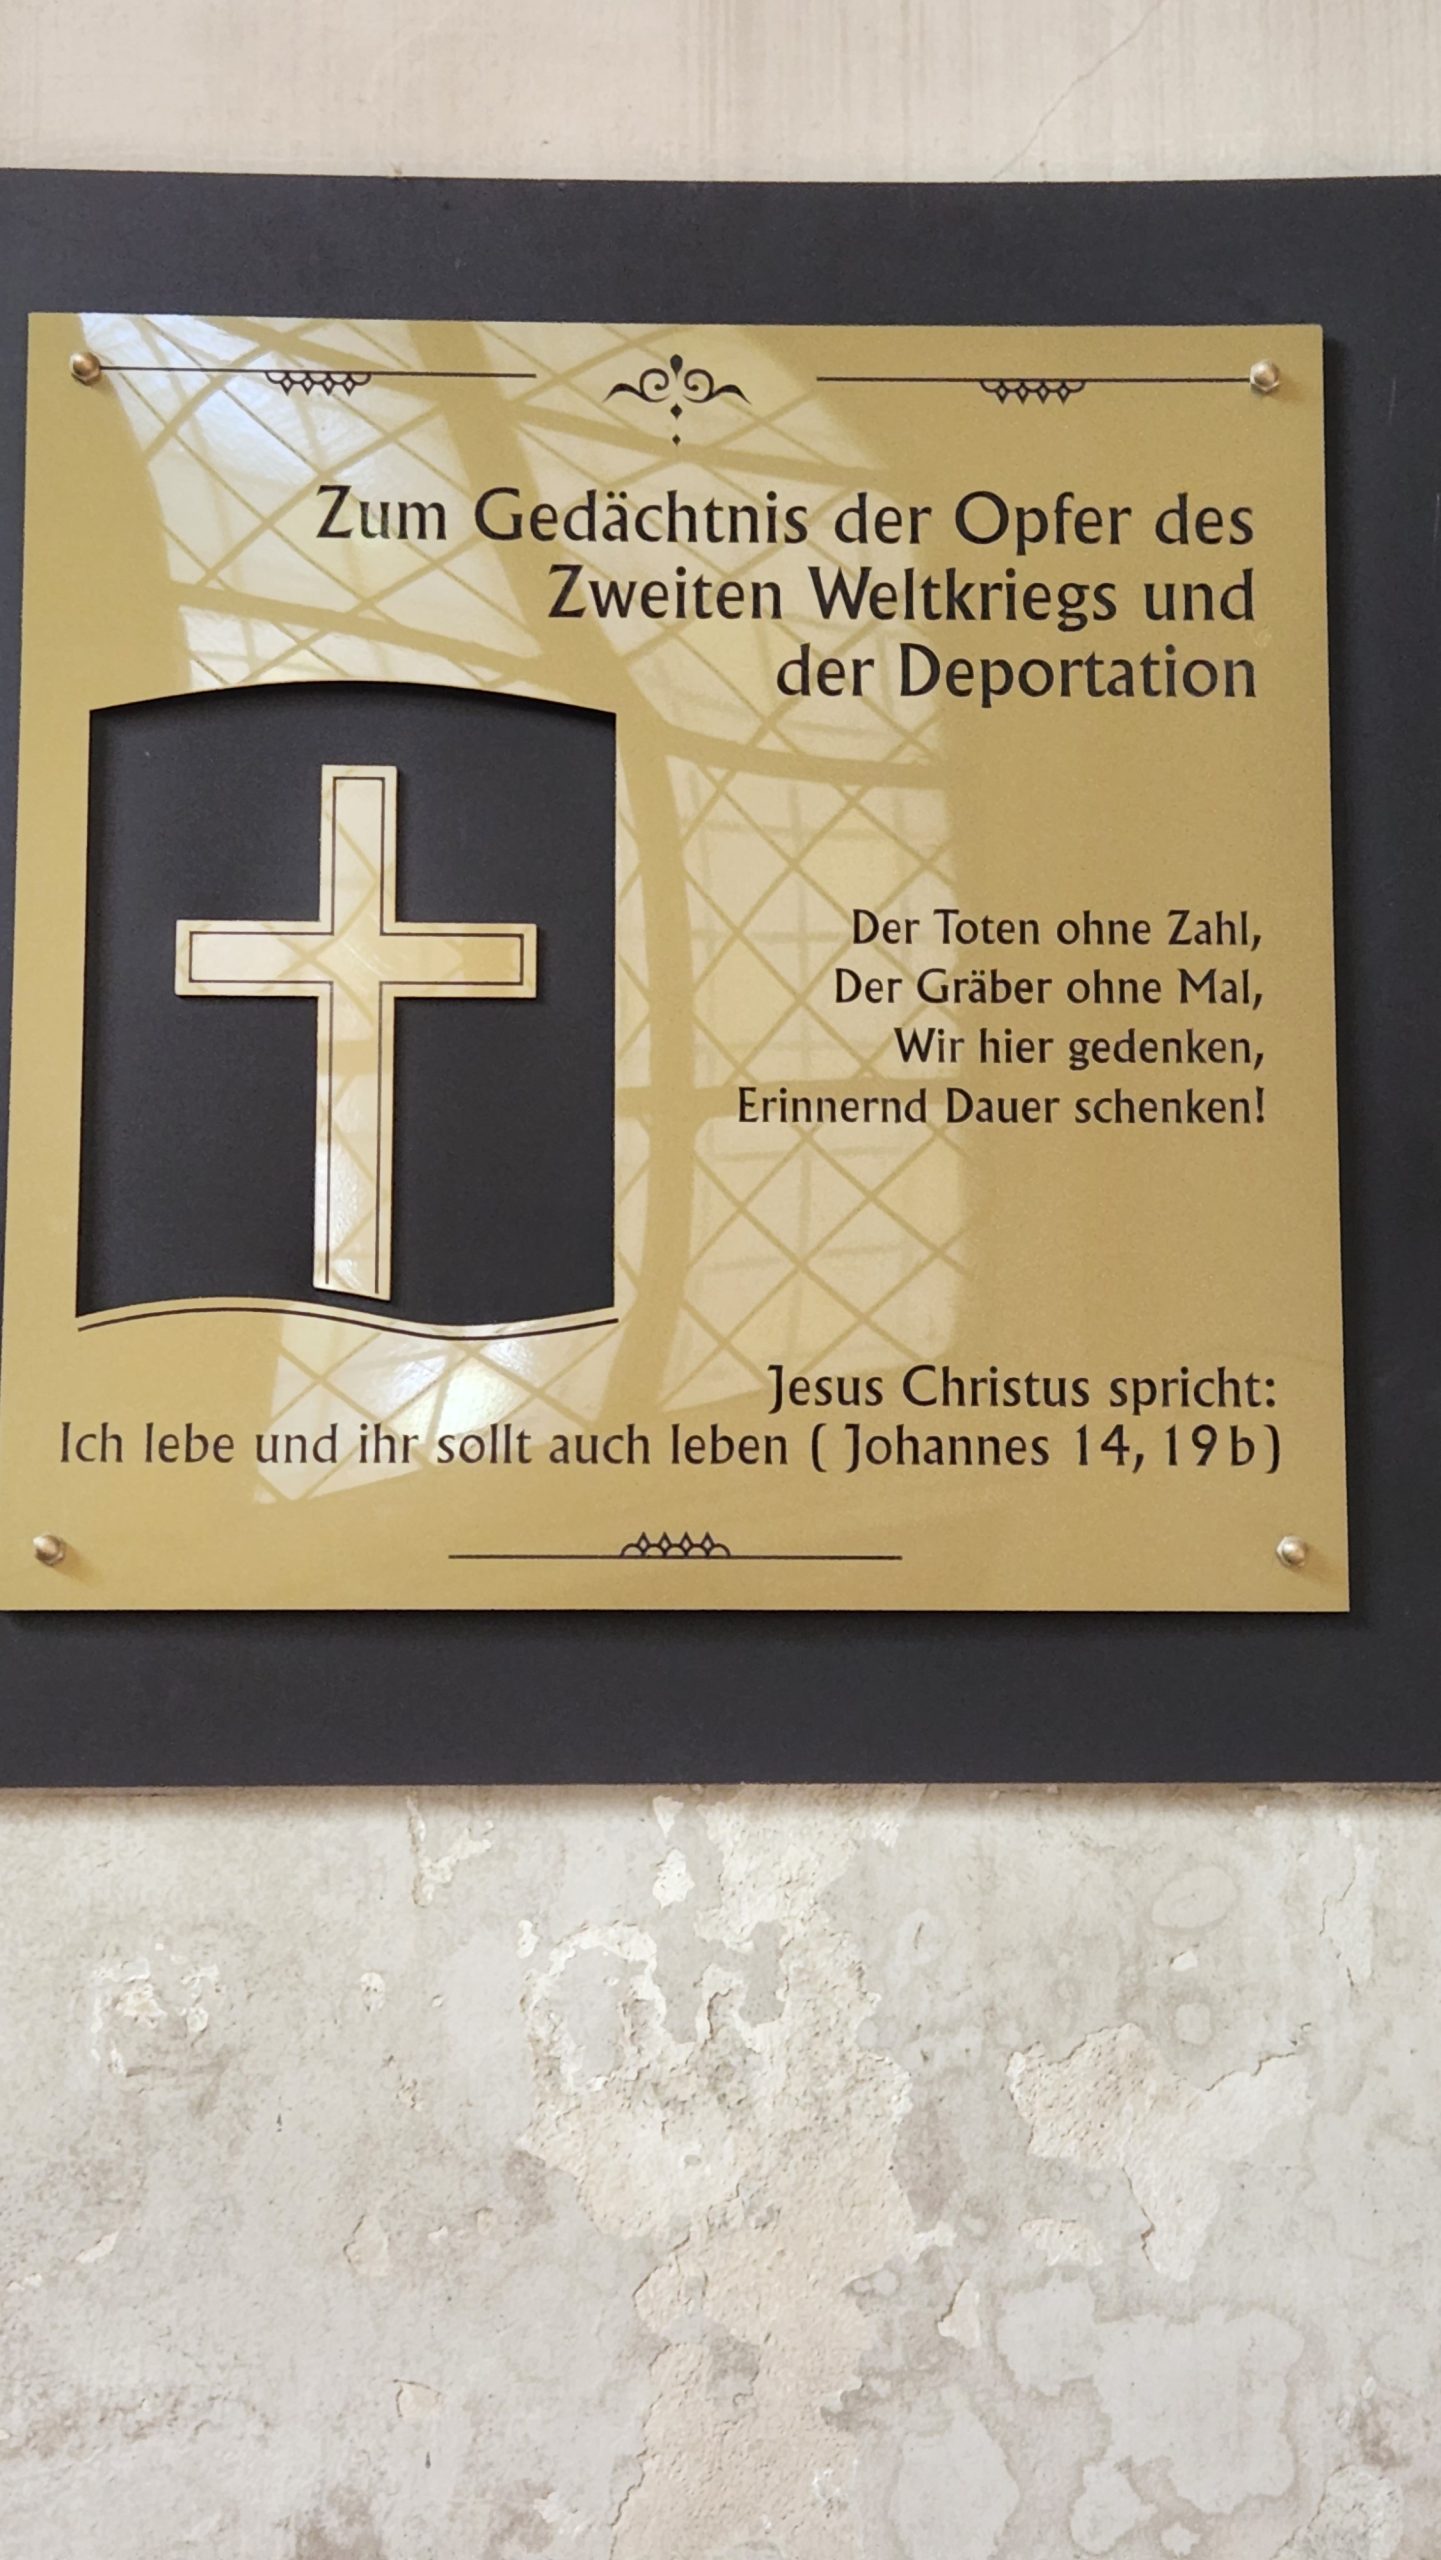 Zum Gedächtnis der Opfer des
Zweiten Weltkriegs und
der Deportation
Der Toten ohne Zahl,
Der Gräber ohne Mal,
Wir hier gedenken,
Erinnernd Dauer schenken!
Jesus Christus spricht:
Ich lebe und ihr sollt auch leben ( Johannes 14, 19 b )